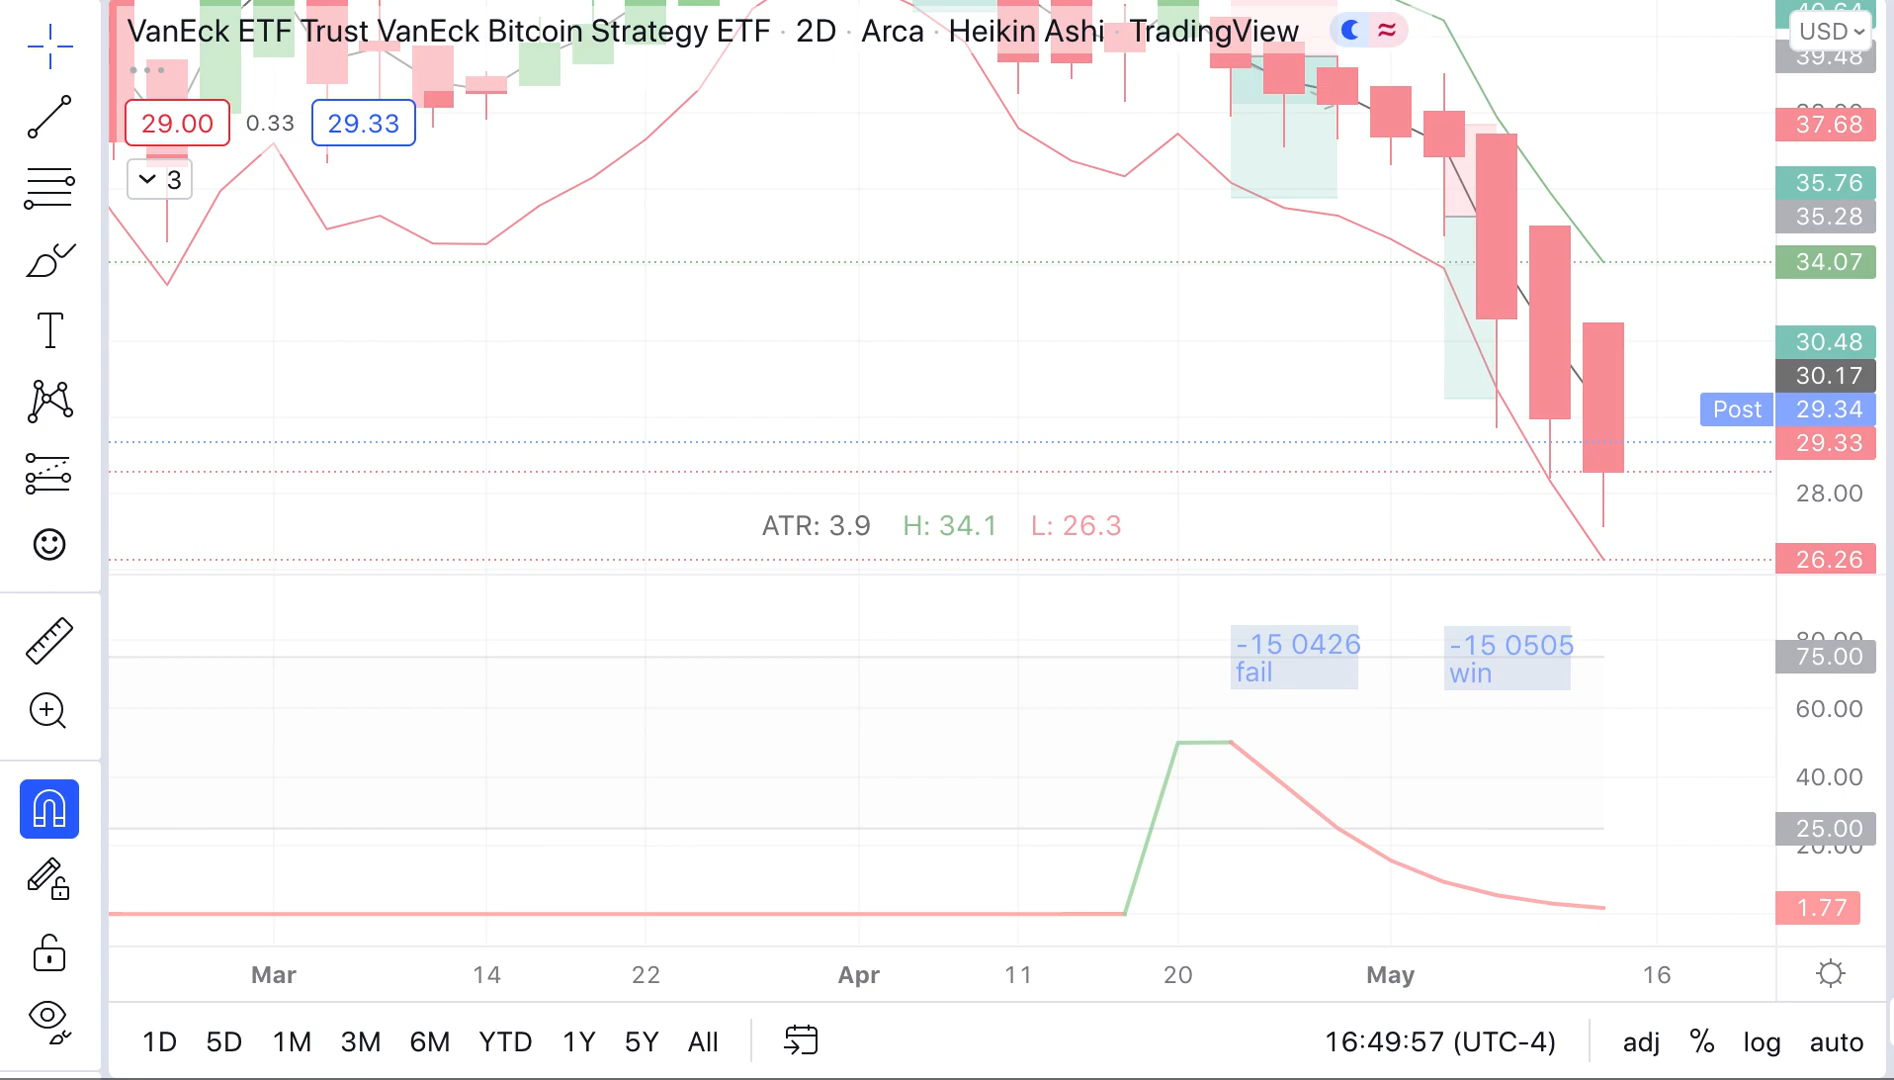 VanEck ETF Trust VanEck Bitcoin Strategy ETF · 2D · Arca · Heikin Ashi · TradingView
USD
39.48
29.00 0.33 29.33
37.68
3
35.76
35.28
34.07
30.48
30.17
Post 29.34
29.33
28.00
ATR: 3.9 H: 34.1 L: 26.3
26.26
-15 0426
fail
-15 0505
win
80.00
75.00
60.00
40.00
25.00
20.00
1.77
Mar 14 22 Apr 11 20 May 16
1D 5D 1M 3M 6M YTD 1Y 5Y All
16:49:57 (UTC-4) adj % log auto